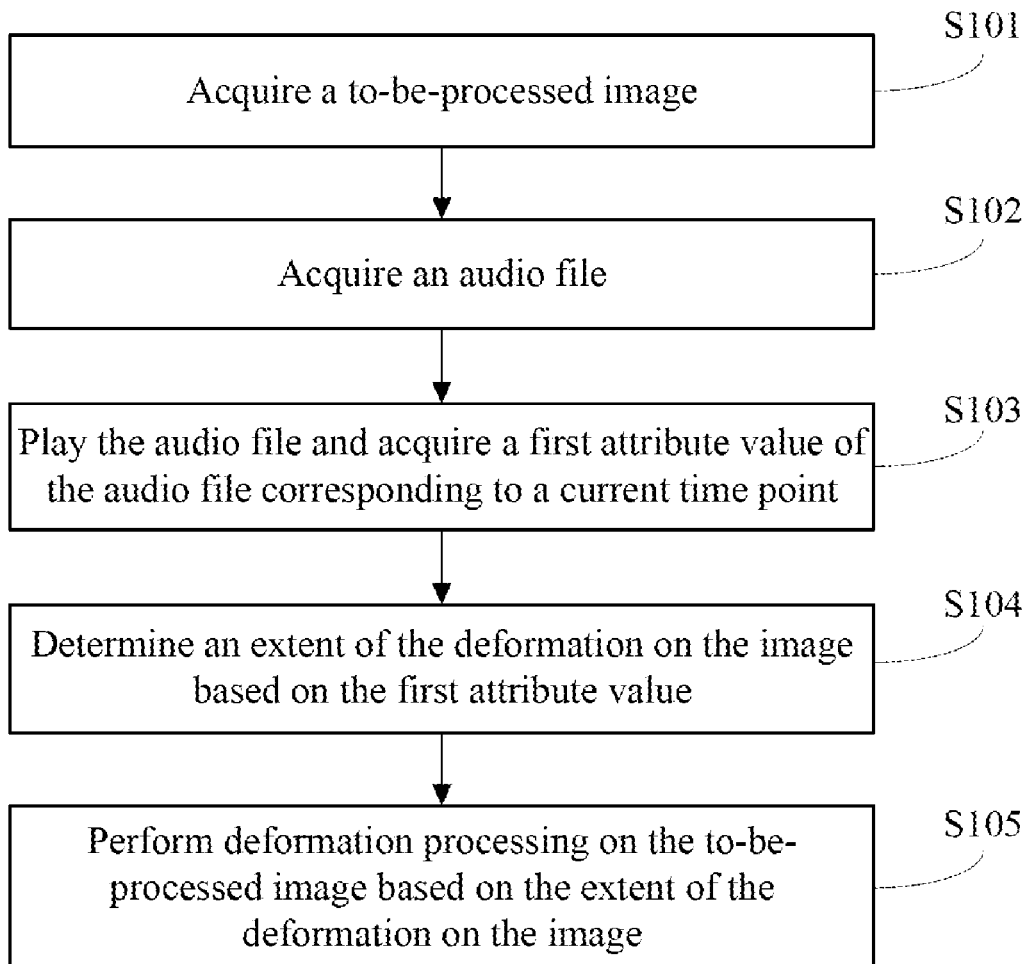 S101
Acquire a to-be-processed image
S102
Acquire an audio file
S103
Play the audio file and acquire a first attribute value of
the audio file corresponding to a current time point
S104
Determine an extent of the deformation on the image
based on the first attribute value
S105
Perform deformation processing on the to-be-
processed image based on the extent of the
deformation on the image